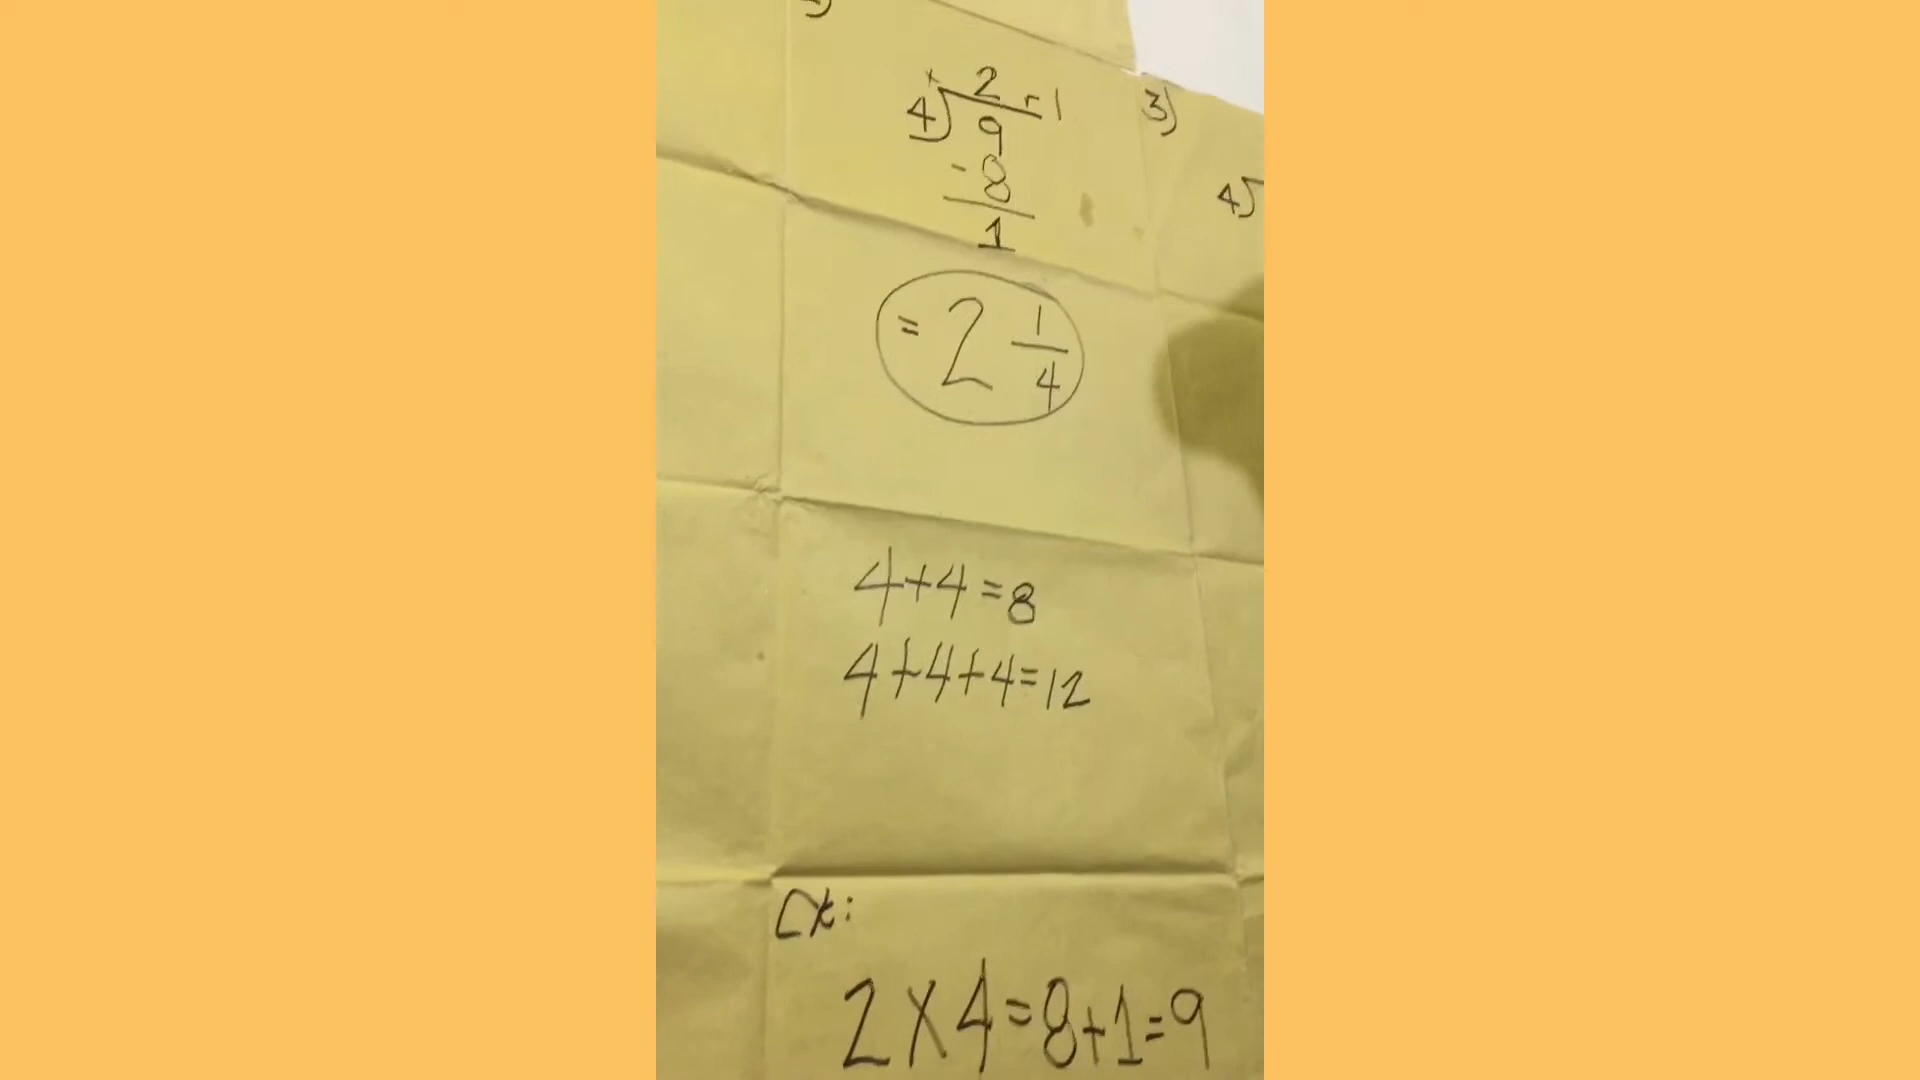 2 r 1
4)9
3)
- 8
4)
1
= 2 1/4
4+4=8
4+4+4=12
Ck:
2x4=8+1=9